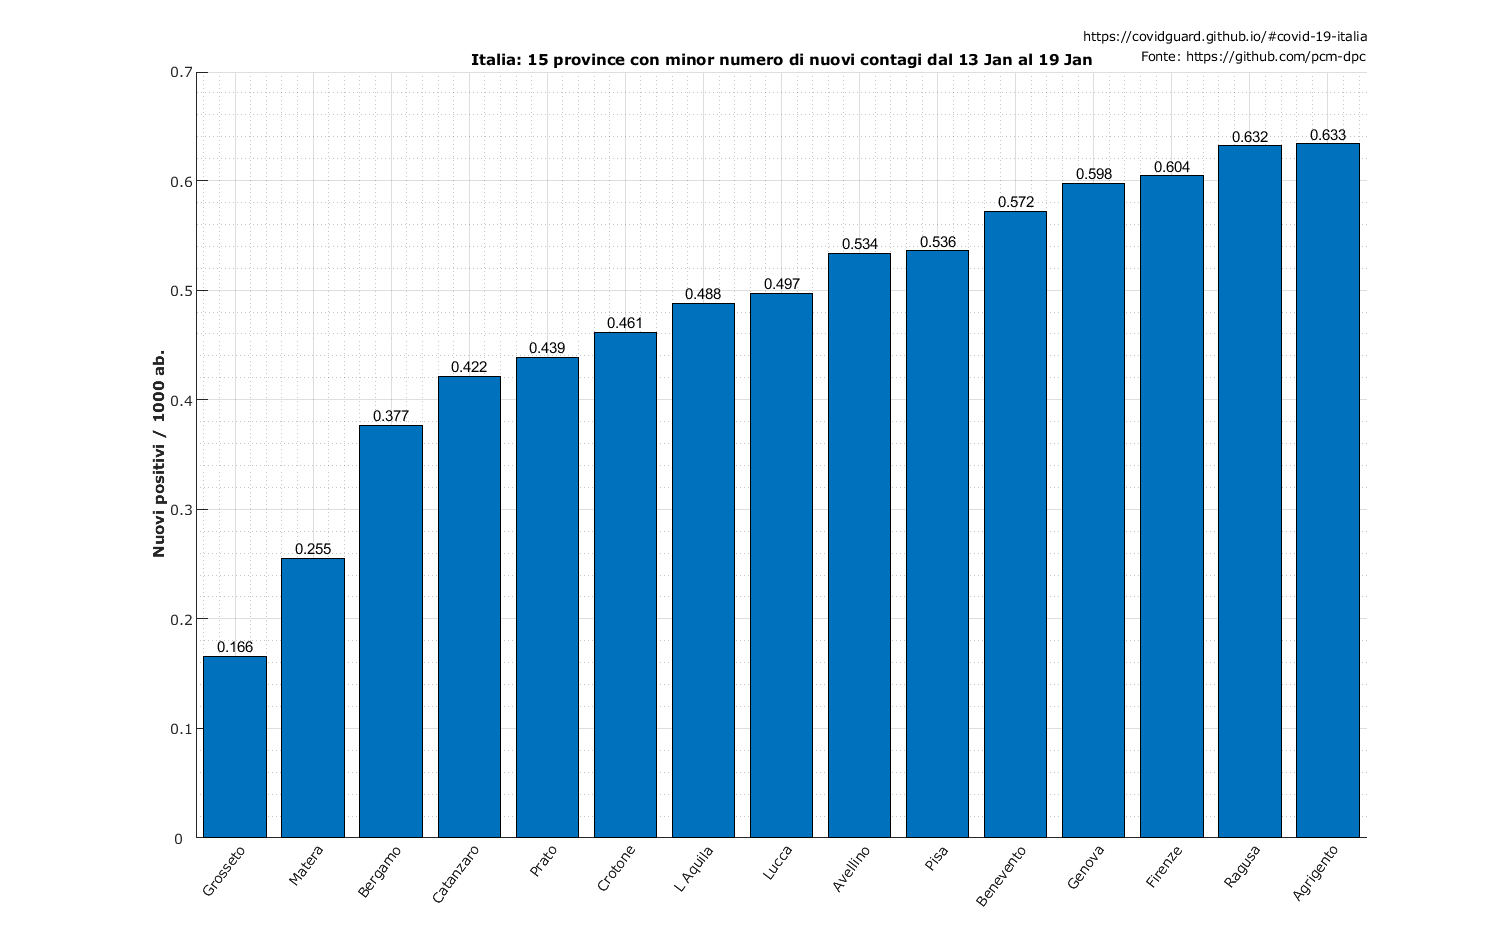 https://covidguard.github.io/#covid-19-italia
Italia: 15 province con minor numero di nuovi contagi dal 13 Jan al 19 Jan
Fonte: https://github.com/pcm-dpc
Nuovi positivi / 1000 ab.
0.7
0.6
0.5
0.4
0.3
0.2
0.1
0
0.166
0.255
0.377
0.422
0.439
0.461
0.488
0.497
0.534
0.536
0.572
0.598
0.604
0.632
0.633
Grosseto
Matera
Bergamo
Catanzaro
Prato
Crotone
L Aquila
Lucca
Avellino
Pisa
Benevento
Genova
Firenze
Ragusa
Agrigento